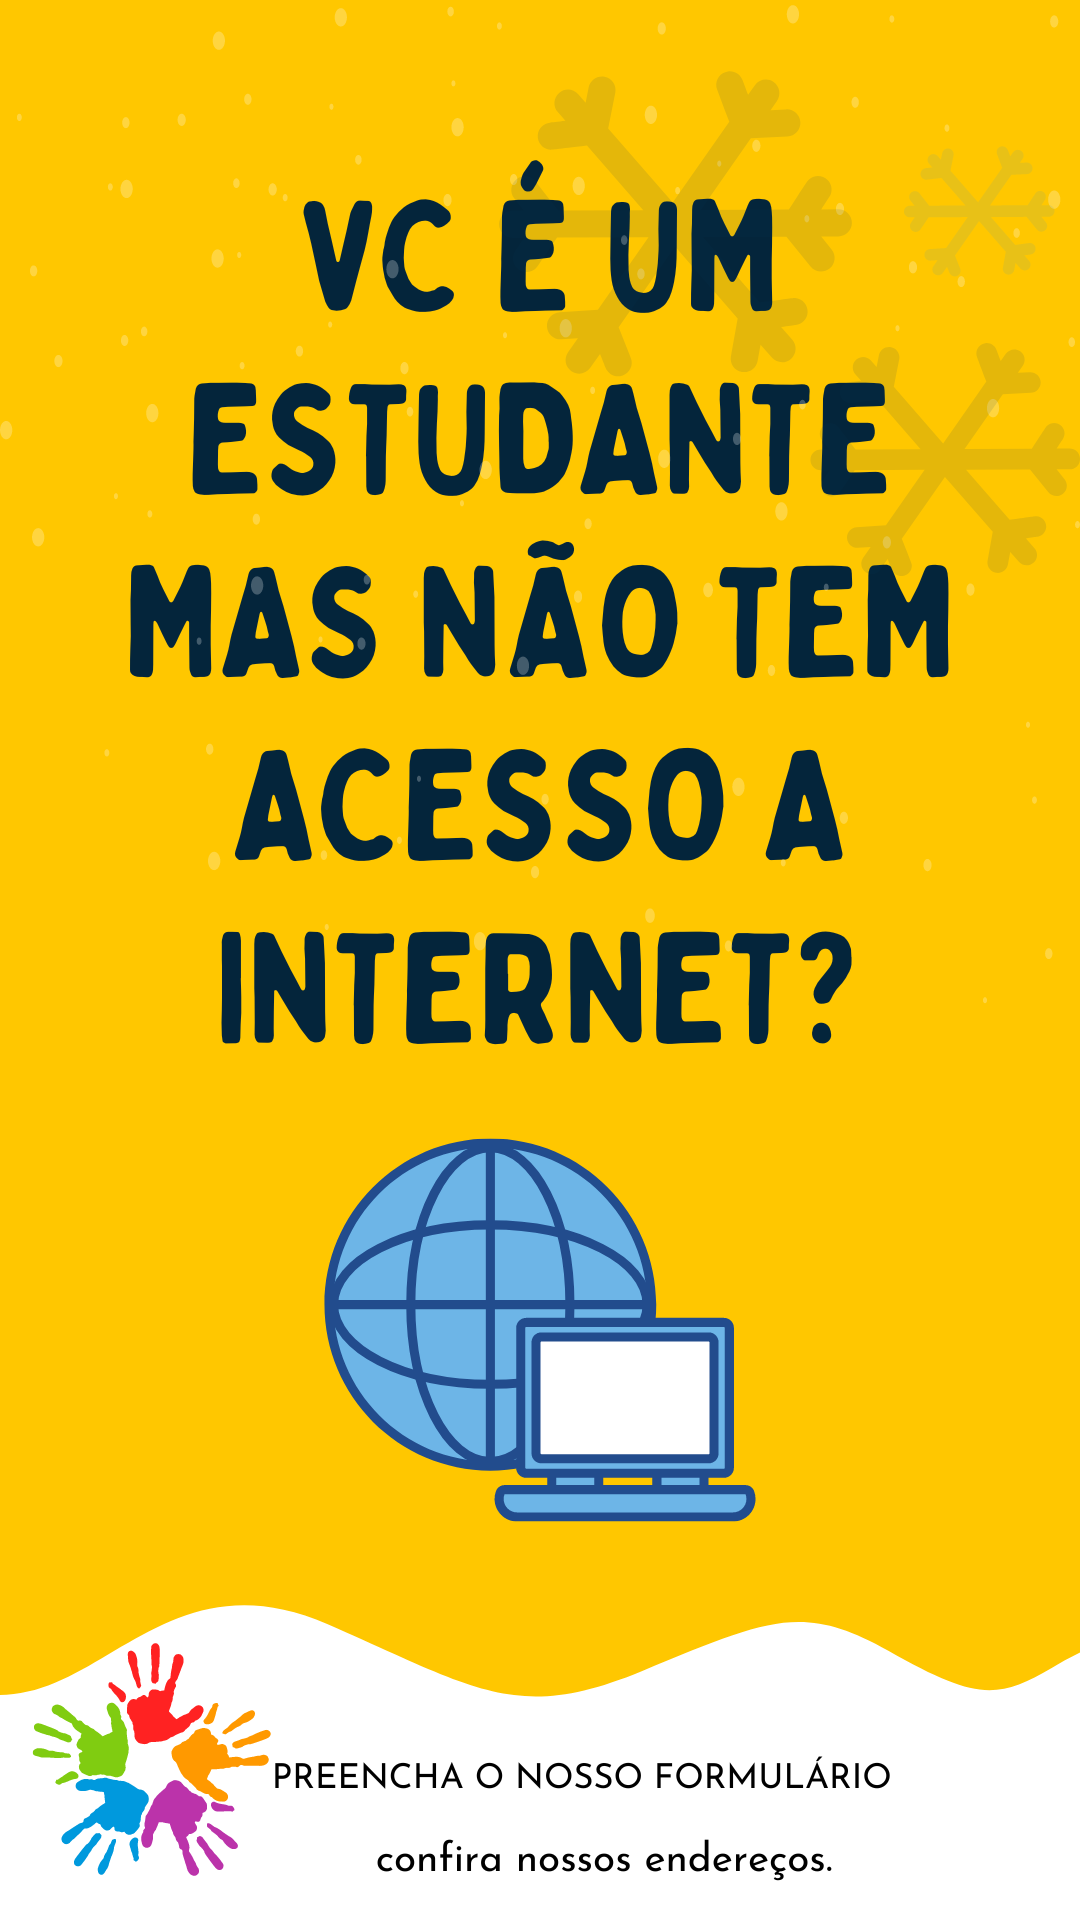 VC É UM
ESTUDANTE
MAS NÃO TEM
ACESSO A
INTERNET?
PREENCHA O NOSSO FORMULÁRIO
confira nossos endereços.